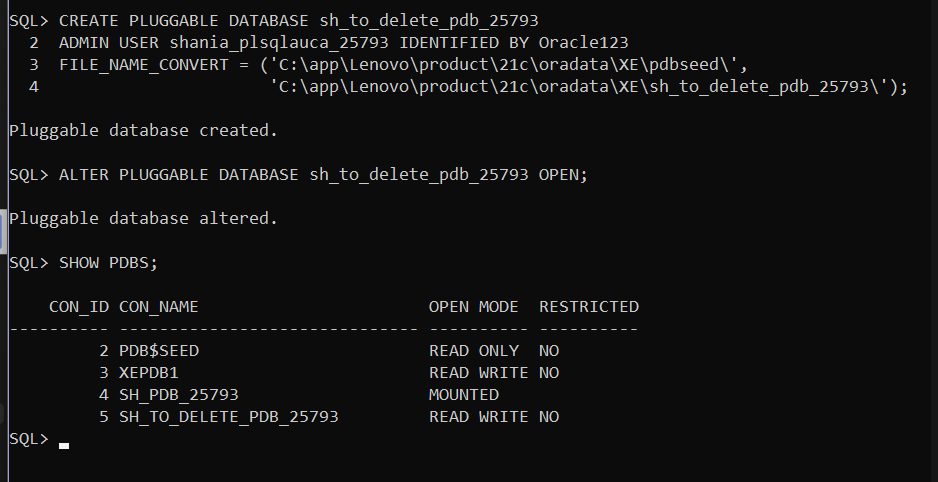 SQL> CREATE PLUGGABLE DATABASE sh_to_delete_pdb_25793
  2  ADMIN USER shania_plsqlauca_25793 IDENTIFIED BY Oracle123
  3  FILE_NAME_CONVERT = ('C:\app\Lenovo\product\21c\oradata\XE\pdbseed\',
  4                       'C:\app\Lenovo\product\21c\oradata\XE\sh_to_delete_pdb_25793\');
Pluggable database created.
SQL> ALTER PLUGGABLE DATABASE sh_to_delete_pdb_25793 OPEN;
Pluggable database altered.
SQL> SHOW PDBS;
    CON_ID CON_NAME                       OPEN MODE  RESTRICTED
---------- ------------------------------ ---------- ----------
         2 PDB$SEED                       READ ONLY  NO
         3 XEPDB1                         READ WRITE NO
         4 SH_PDB_25793                   MOUNTED
         5 SH_TO_DELETE_PDB_25793         READ WRITE NO
SQL>